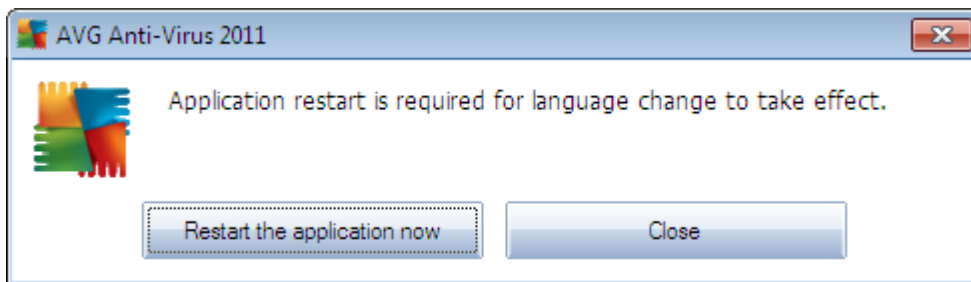 AVG Anti-Virus 2011
Application restart is required for language change to take effect.
Restart the application now
Close